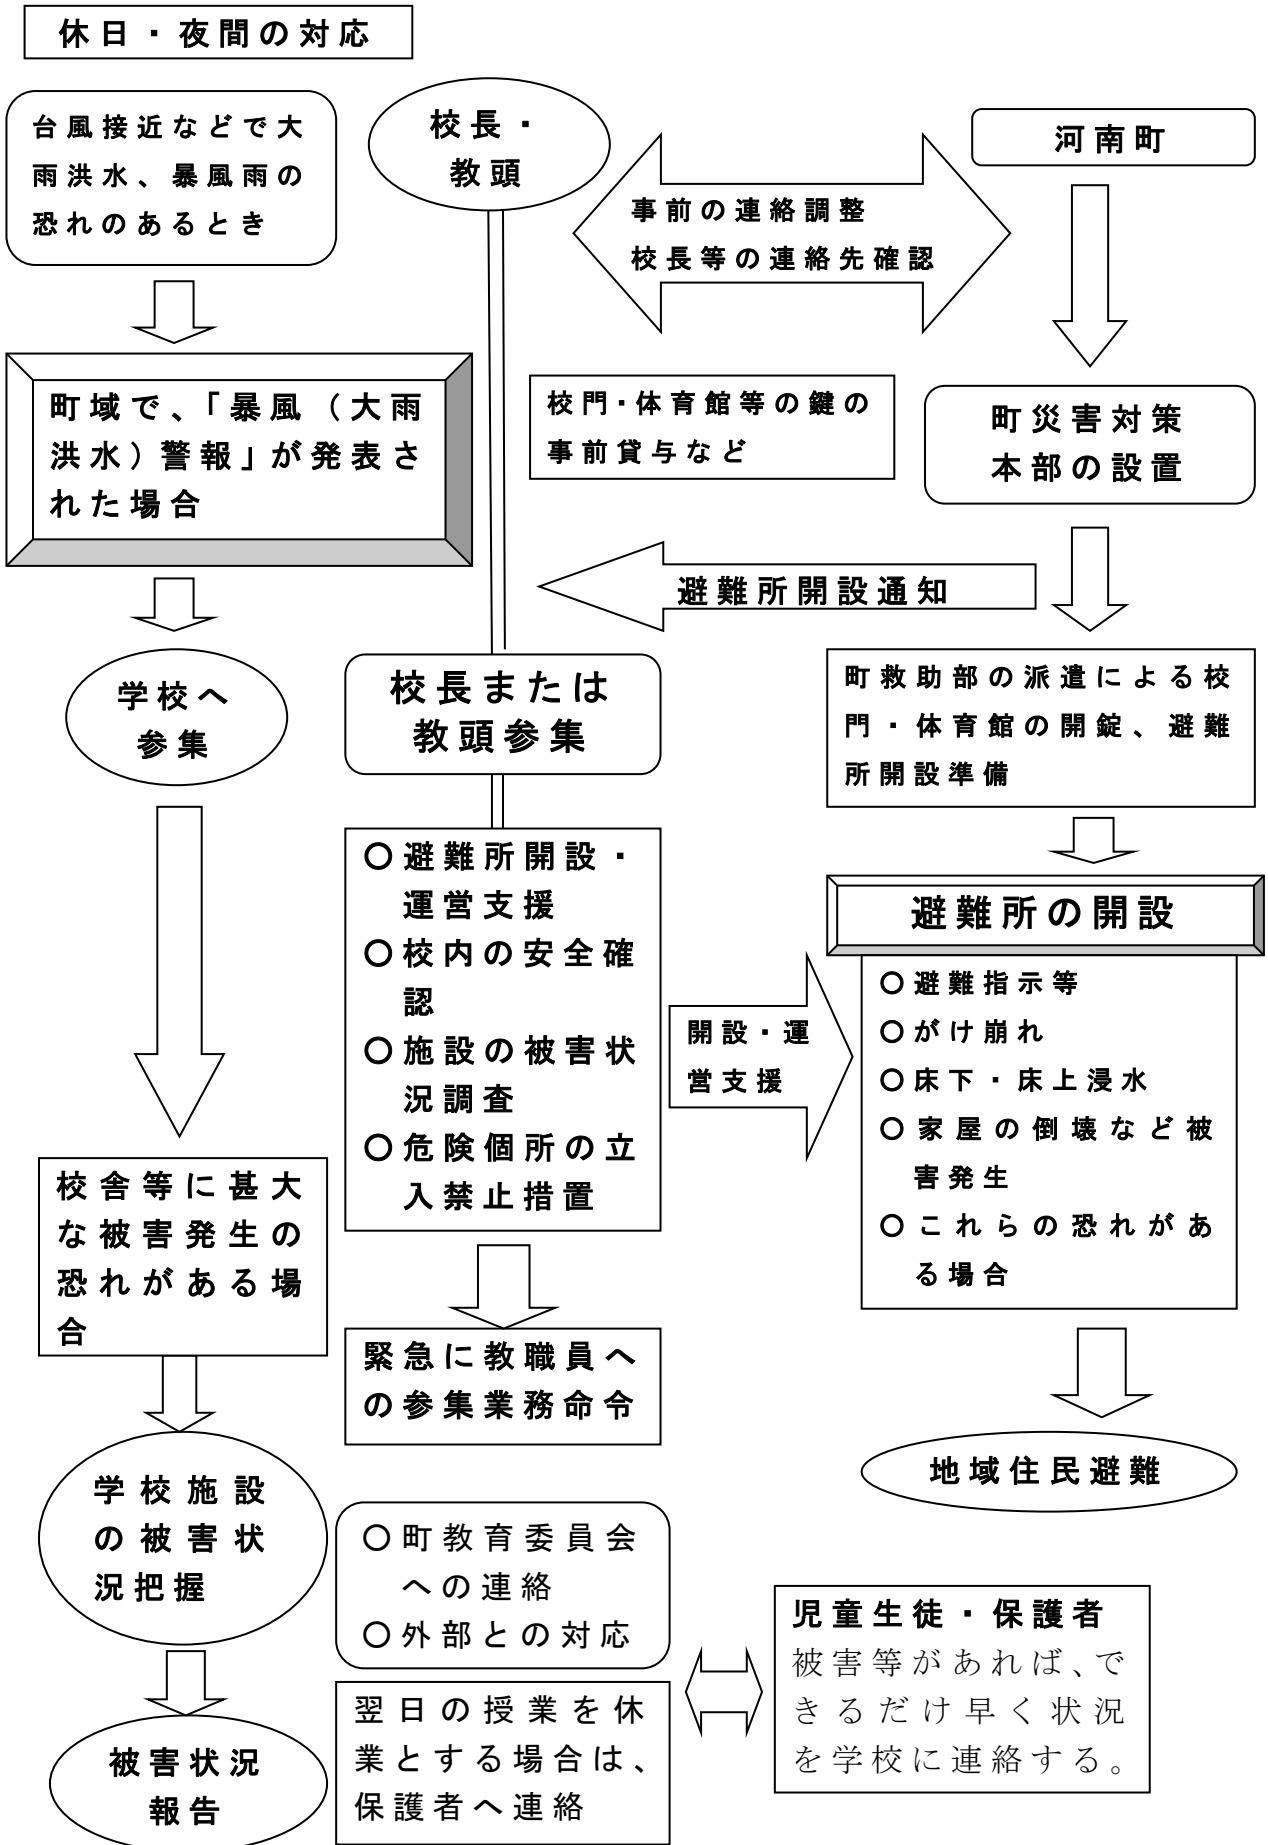 休日・夜間の対応
台風接近などで大
雨洪水、暴風雨の
恐れのあるとき
校長・
教頭
事前の連絡調整
校長等の連絡先確認
河南町
町域で、「暴風（大雨
洪水）警報」が発表さ
れた場合
校門・体育館等の鍵の
事前貸与など
町災害対策
本部の設置
避難所開設通知
学校へ
参集
校長または
教頭参集
町救助部の派遣による校
門・体育館の開錠、避難
所開設準備
○避難所開設・
運営支援
○校内の安全確
認
○施設の被害状
況調査
○危険個所の立
入禁止措置
開設・運
営支援
避難所の開設
○避難指示等
○がけ崩れ
○床下・床上浸水
○家屋の倒壊など被
害発生
○これらの恐れがあ
る場合
校舎等に甚大
な被害発生の
恐れがある場
合
緊急に教職員へ
の参集業務命令
地域住民避難
学校施設
の被害状
況把握
○町教育委員会
への連絡
○外部との対応
児童生徒・保護者
被害等があれば、で
きるだけ早く状況
を学校に連絡する。
被害状況
報告
翌日の授業を休
業とする場合は、
保護者へ連絡